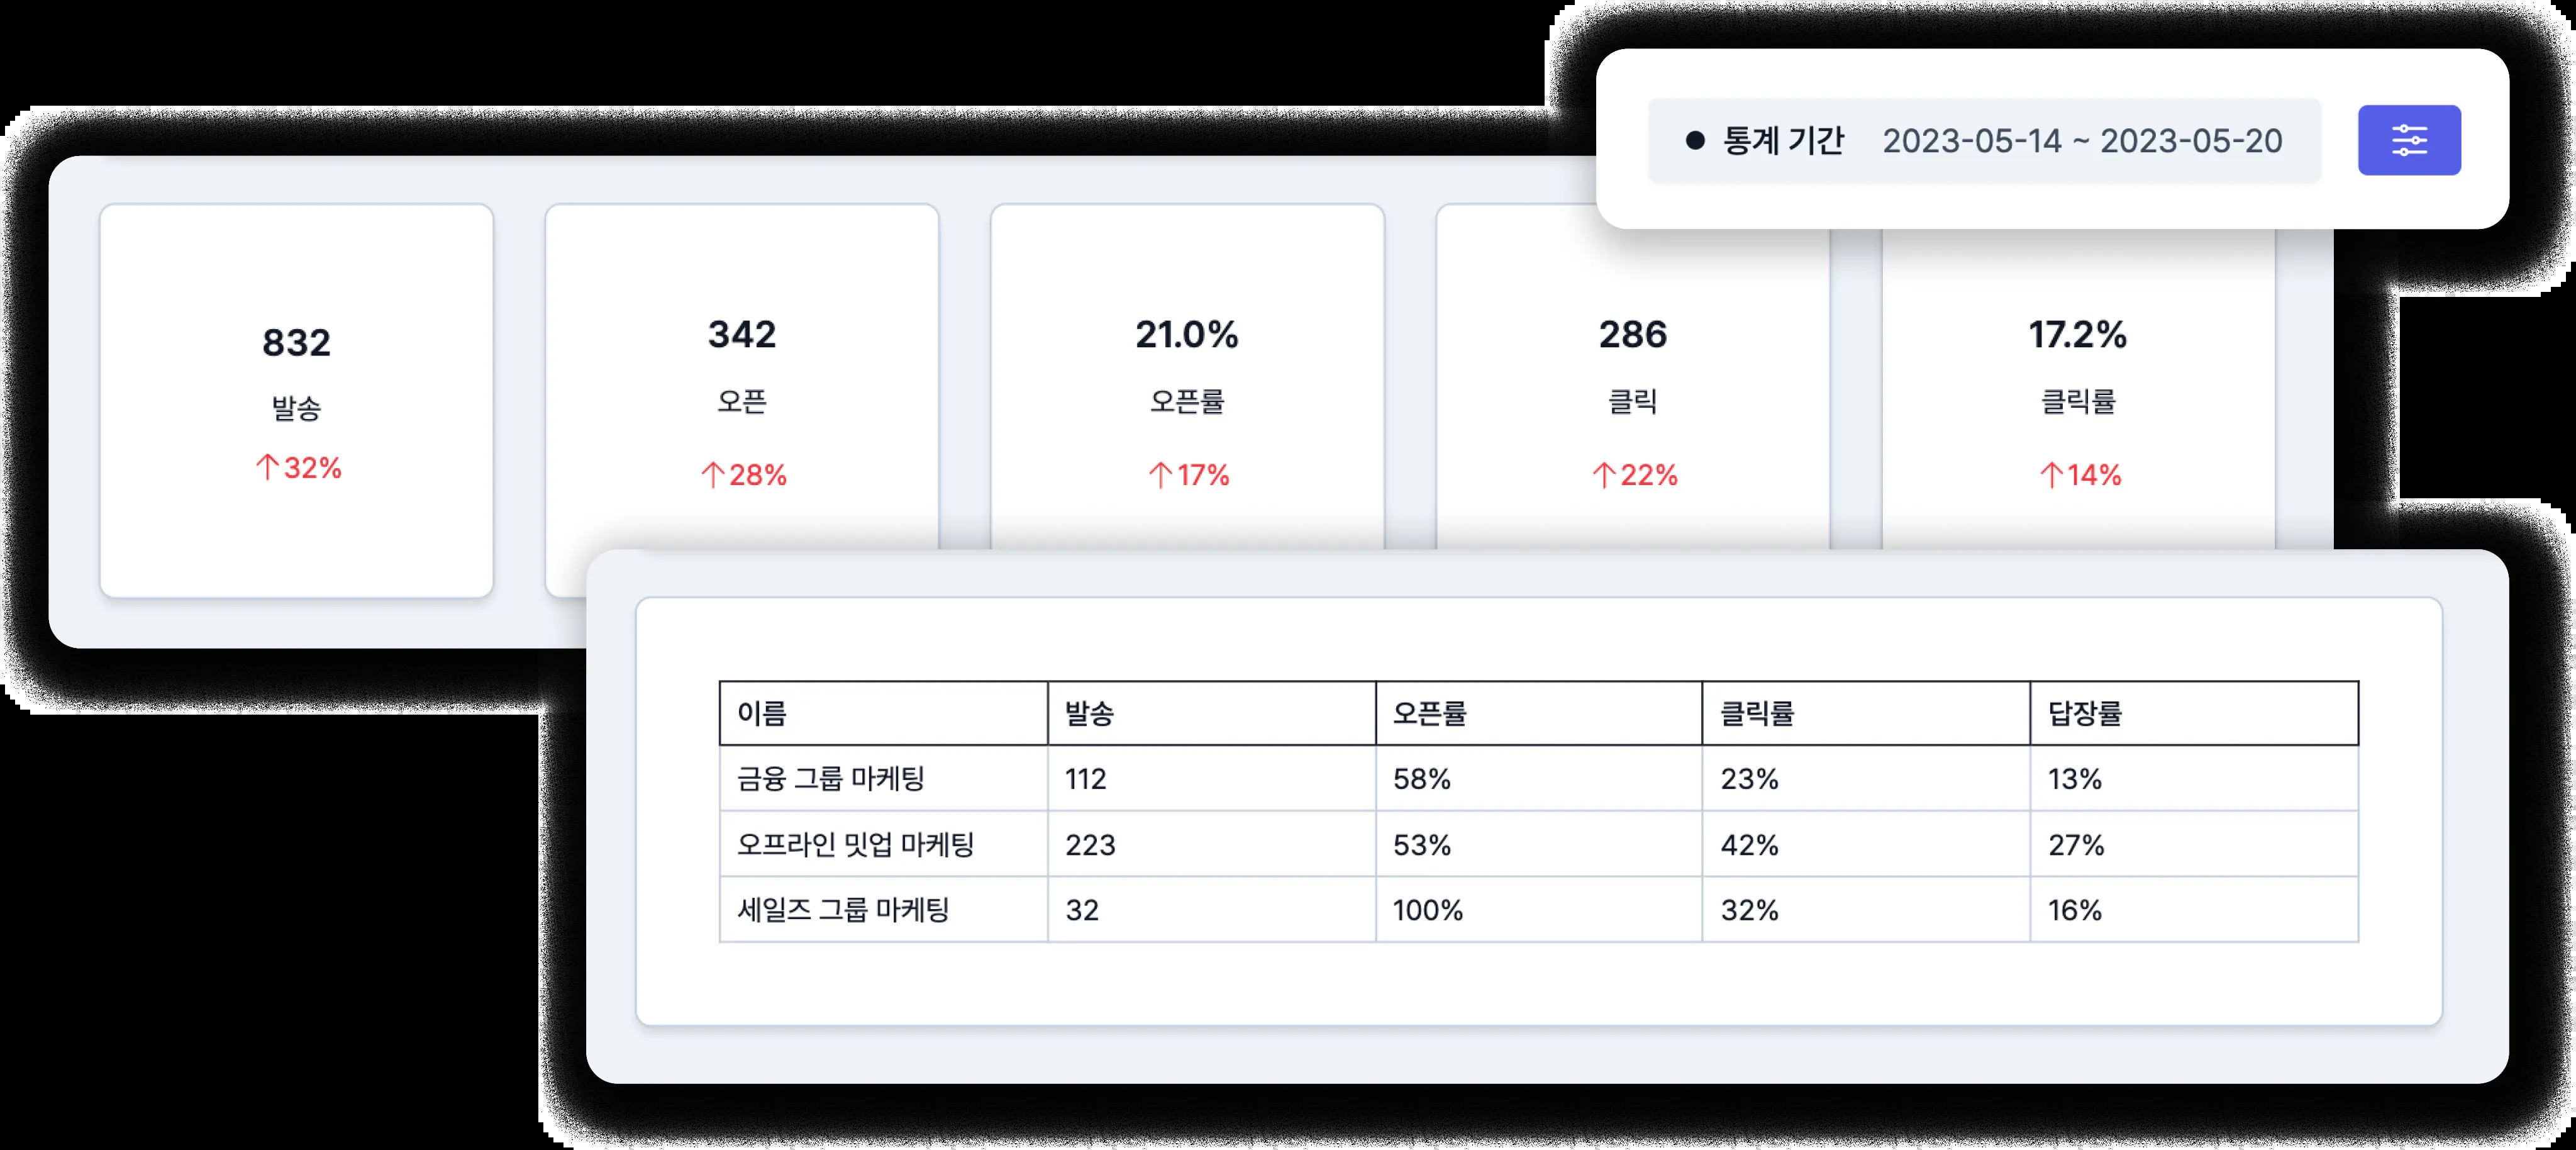 통계 기간 2023-05-14 ~ 2023-05-20
832
발송
↑32%
342
오픈
↑28%
21.0%
오픈률
↑17%
286
클릭
↑22%
17.2%
클릭률
↑14%
이름 발송 오픈률 클릭률 답장률
금융 그룹 마케팅 112 58% 23% 13%
오프라인 밋업 마케팅 223 53% 42% 27%
세일즈 그룹 마케팅 32 100% 32% 16%